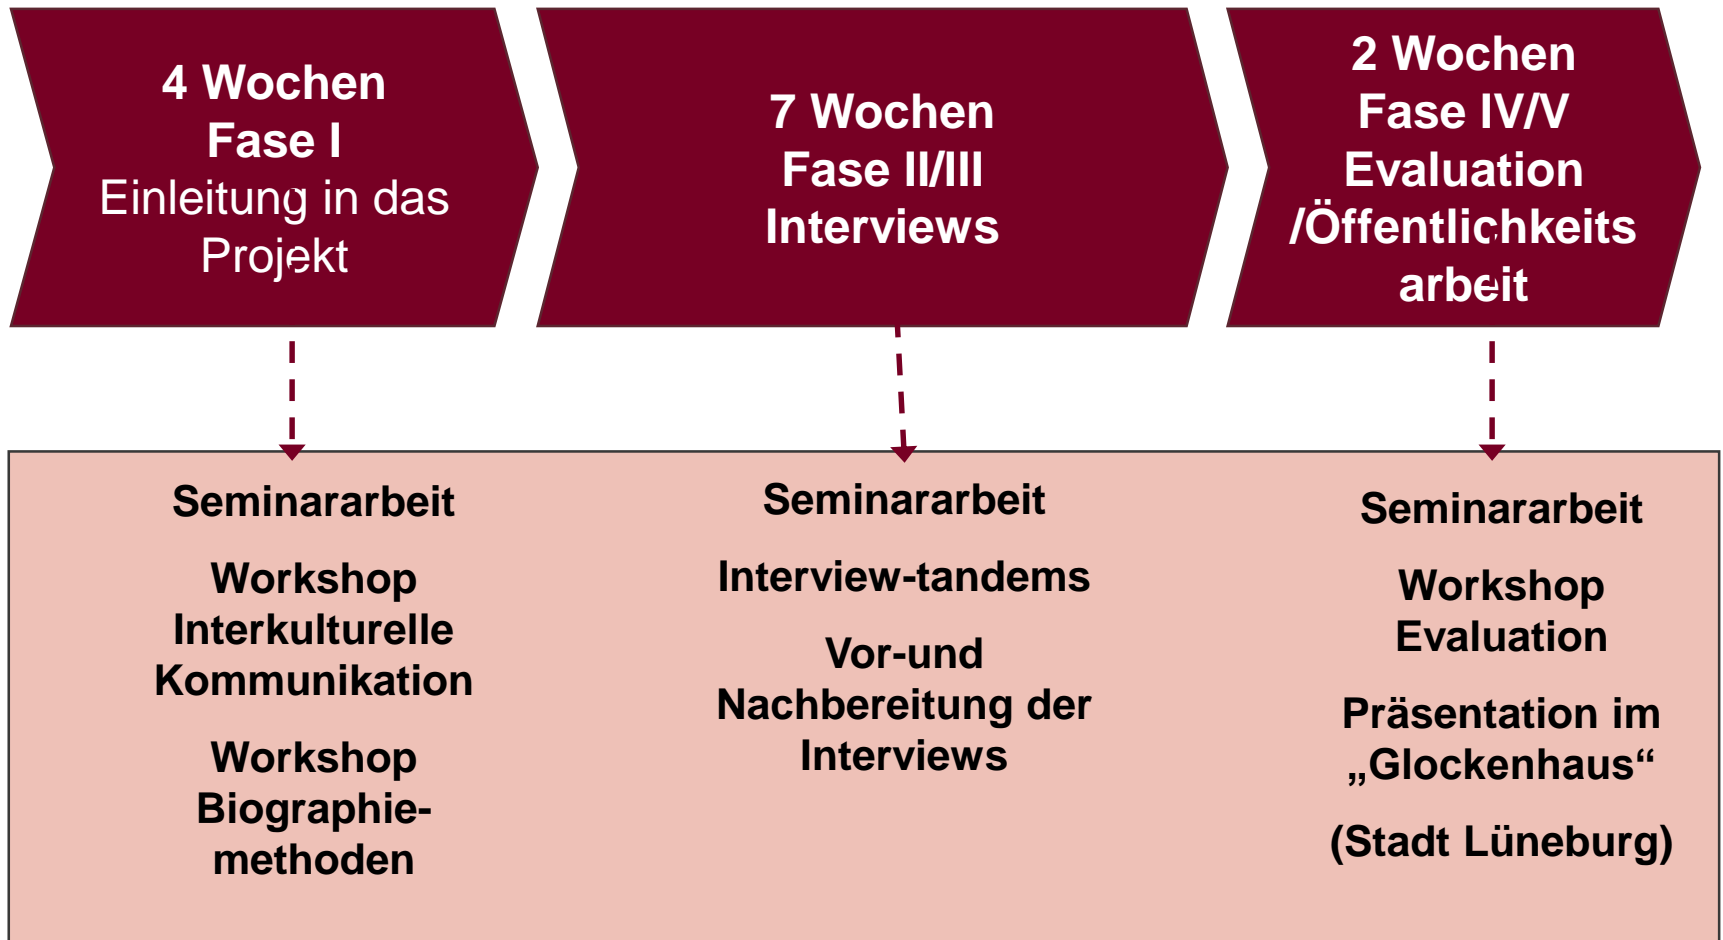 4 Wochen
Fase I
Einleitung in das
Projekt
7 Wochen
Fase II/III
Interviews
2 Wochen
Fase IV/V
Evaluation
/Öffentlichkeits
arbeit
Seminararbeit
Workshop
Interkulturelle
Kommunikation
Workshop
Biographie-
methoden
Seminararbeit
Interview-tandems
Vor-und
Nachbereitung der
Interviews
Seminararbeit
Workshop
Evaluation
Präsentation im
„Glockenhaus“
(Stadt Lüneburg)